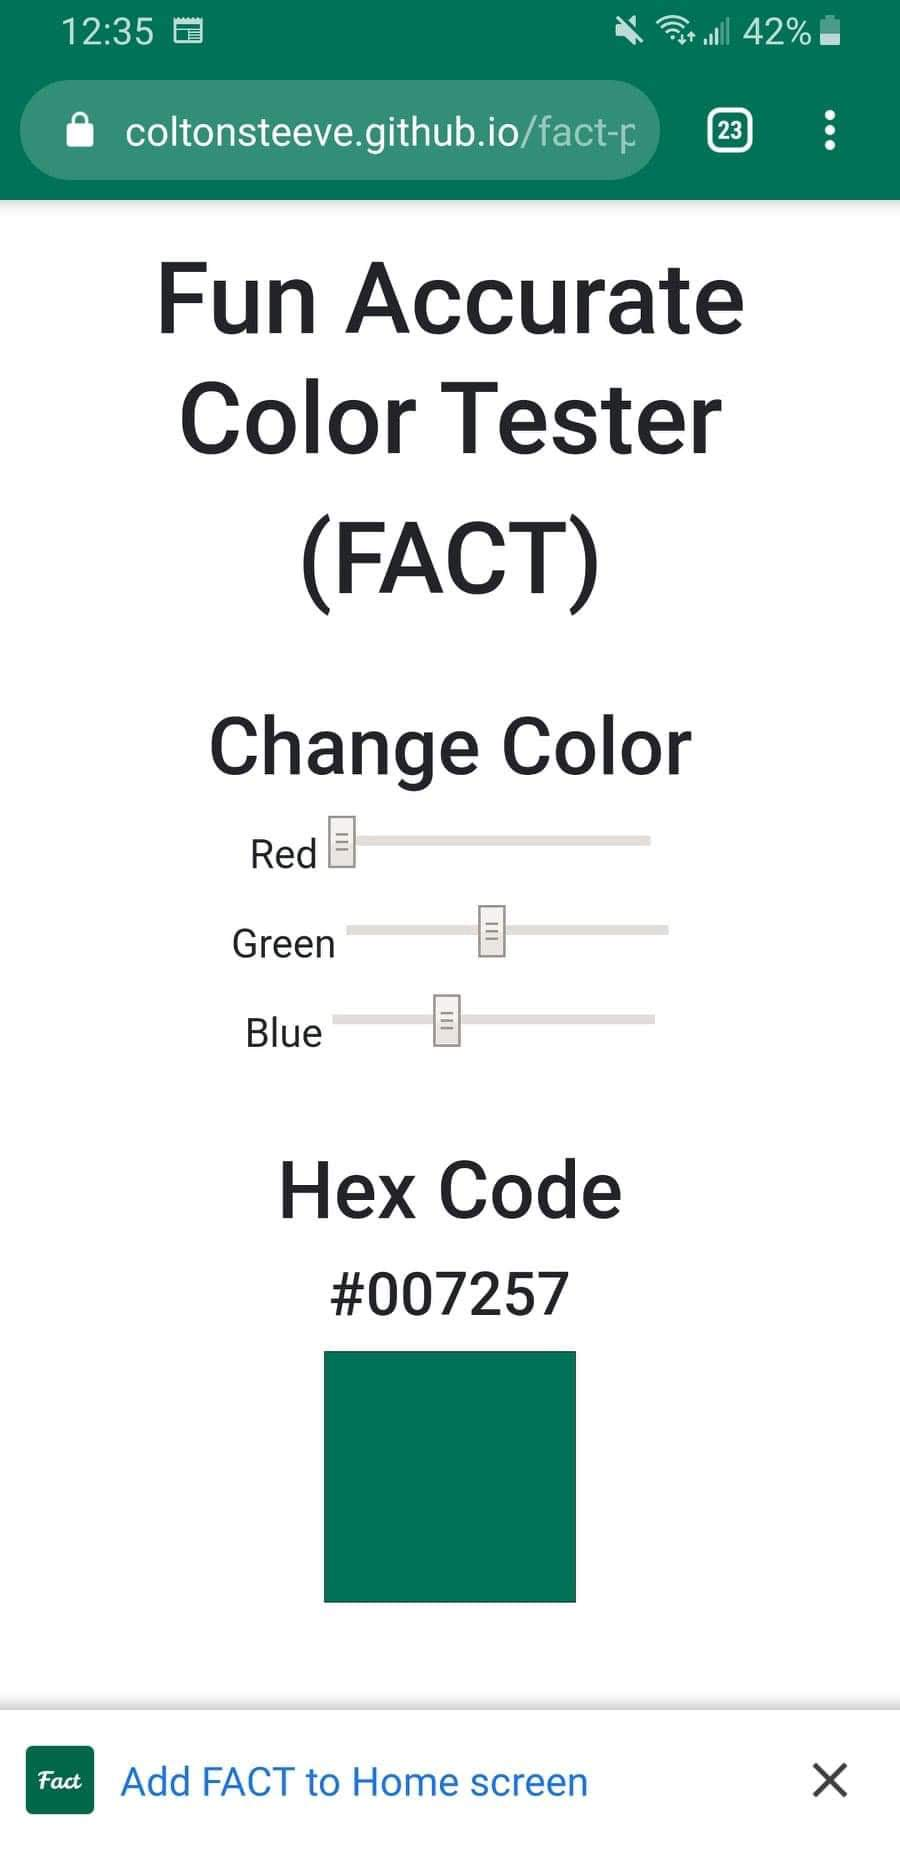 12:35
42%
coltonsteeve.github.io/fact-p
23
Fun Accurate
Color Tester
(FACT)
Change Color
Red
Green
Blue
Hex Code
#007257
Fact
Add FACT to Home screen